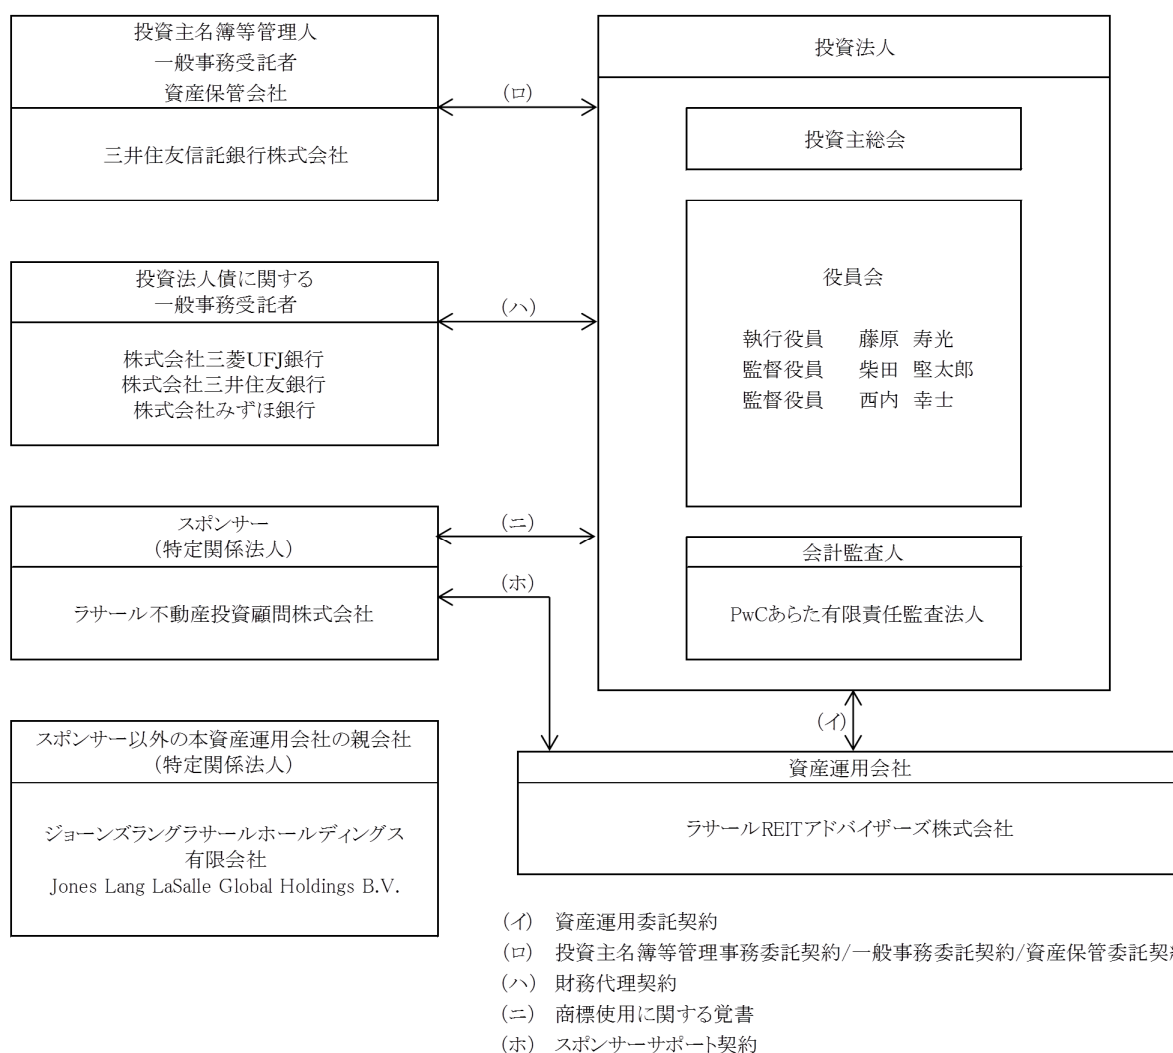 投資主名簿等管理人
一般事務受託者
資産保管会社
三井住友信託銀行株式会社
(ロ)
投資法人
投資主総会
役員会
執行役員 藤原 寿光
監督役員 柴田 堅太郎
監督役員 西内 幸士
会計監査人
PwCあらた有限責任監査法人
投資法人債に関する
一般事務受託者
株式会社三菱UFJ銀行
株式会社三井住友銀行
株式会社みずほ銀行
(ハ)
スポンサー
(特定関係法人)
ラサール不動産投資顧問株式会社
(ニ)
(ホ)
(イ)
スポンサー以外の本資産運用会社の親会社
(特定関係法人)
ジョーンズラングラサールホールディングス
有限会社
Jones Lang LaSalle Global Holdings B.V.
資産運用会社
ラサールREITアドバイザーズ株式会社
(イ) 資産運用委託契約
(ロ) 投資主名簿等管理事務委託契約/一般事務委託契約/資産保管委託契
(ハ) 財務代理契約
(ニ) 商標使用に関する覚書
(ホ) スポンサーサポート契約